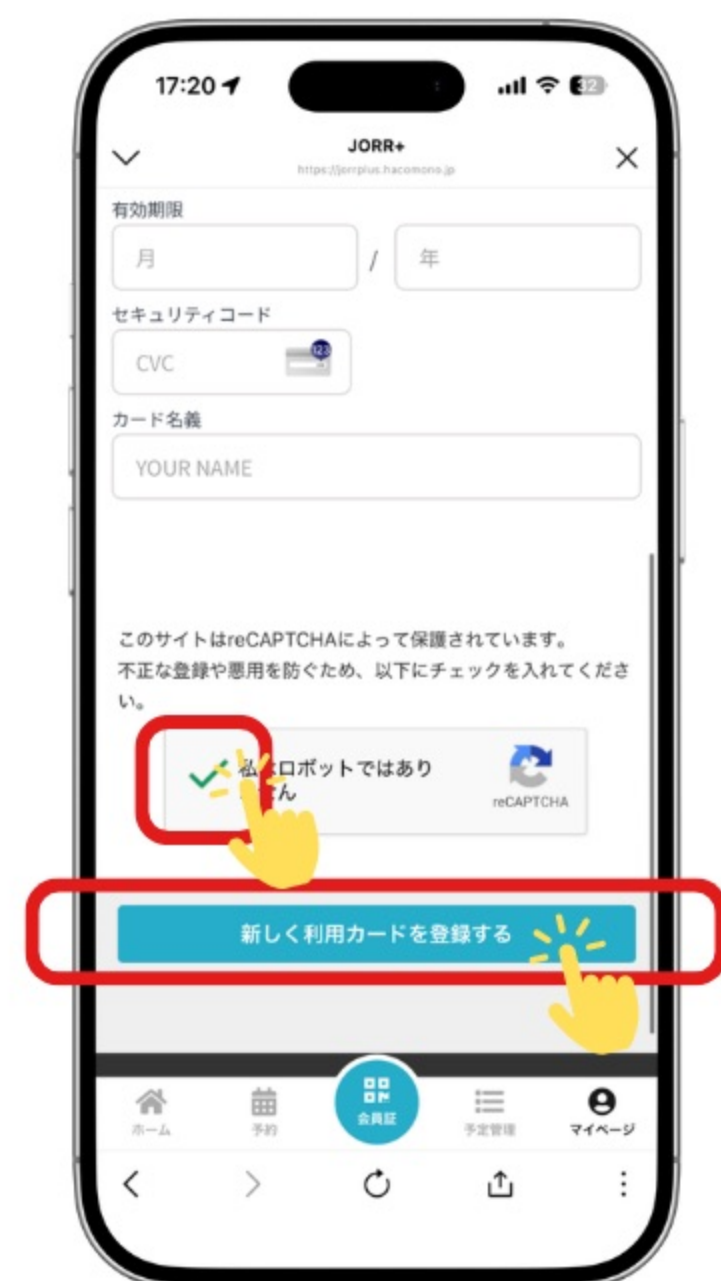 17:20
32
JORR+
https://jorrplus.hacomono.jp
有効期限
月 / 年
セキュリティコード
CVC
123
カード名義
YOUR NAME
このサイトはreCAPTCHAによって保護されています。
不正な登録や悪用を防ぐため、以下にチェックを入れてくださ
い。
私はロボットではあり
せん
reCAPTCHA
新しく利用カードを登録する
ホーム
予約
会員証
予定管理
マイページ